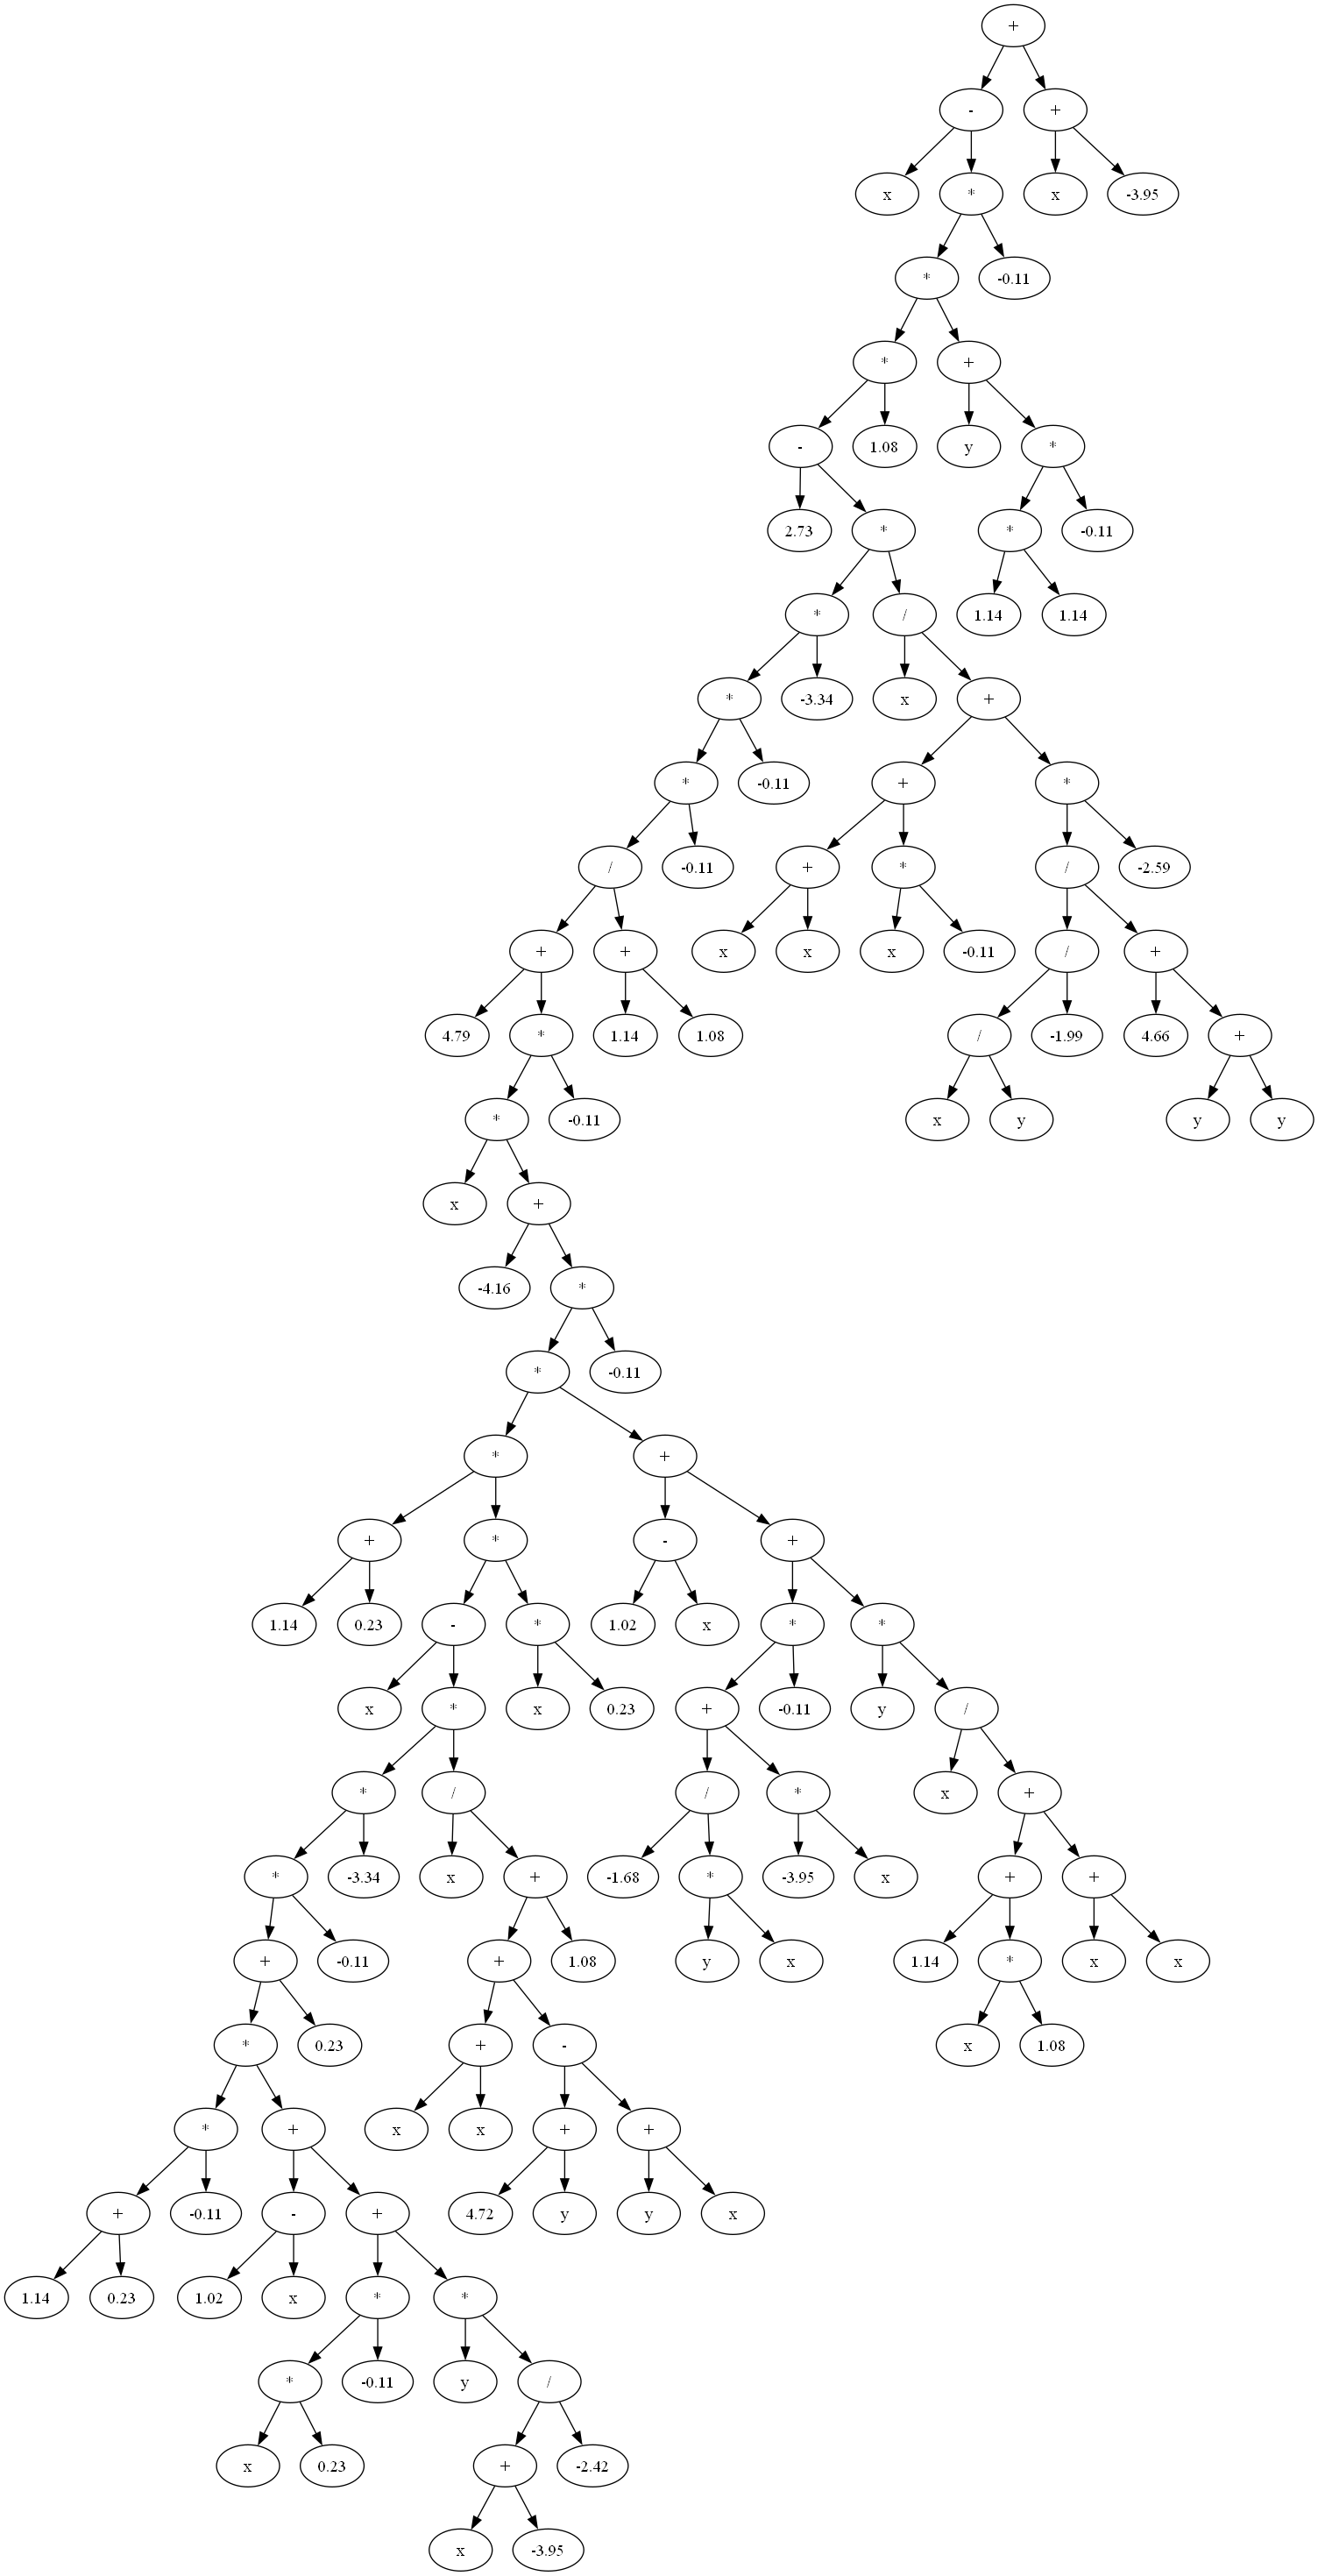 +
- +
x * x -3.95
* -0.11
* +
- 1.08 y *
2.73 * * -0.11
* / 1.14 1.14
* -3.34 x +
* -0.11 + *
/ -0.11 + * / -2.59
+ + x x x -0.11 / +
4.79 * 1.14 1.08 / -1.99 4.66 +
* -0.11 x y y y
x +
-4.16 *
* -0.11
* +
+ * - +
1.14 0.23 - * 1.02 x * *
x * x 0.23 + -0.11 y /
* / / * x +
* -3.34 x + -1.68 * -3.95 x + +
+ -0.11 + 1.08 y x 1.14 * x x
* 0.23 + - x 1.08
* + x x + +
+ -0.11 - + 4.72 y y x
1.14 0.23 1.02 x * *
* -0.11 y /
x 0.23 + -2.42
x -3.95